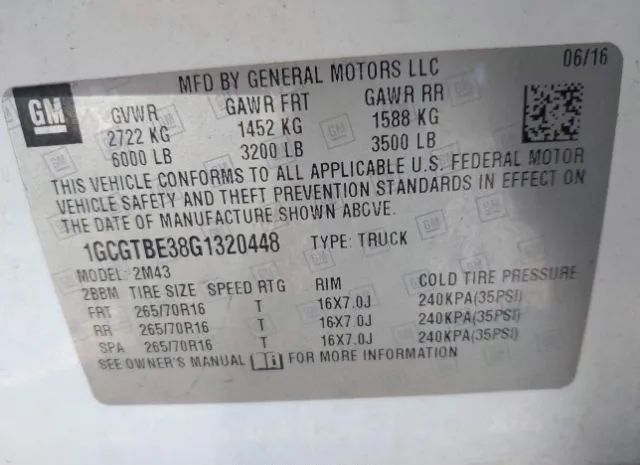 06/16
MFD BY GENERAL MOTORS LLC
GM
GVWR GAWR FRT GAWR RR
2722 KG 1452 KG 1588 KG
6000 LB 3200 LB 3500 LB
THIS VEHICLE CONFORMS TO ALL APPLICABLE U.S. FEDERAL MOTOR
VEHICLE SAFETY AND THEFT PREVENTION STANDARDS IN EFFECT ON
THE DATE OF MANUFACTURE SHOWN ABOVE.
1GCGTBE38G1320448 TYPE: TRUCK
MODEL: 2M43
2BBM TIRE SIZE SPEED RTG RIM COLD TIRE PRESSURE
FRT 265/70R16 T 16X7.0J 240KPA(35PSI)
RR 265/70R16 T 16X7.0J 240KPA(35PSI)
SPA 265/70R16 T 16X7.0J 240KPA(35PSI)
SEE OWNER'S MANUAL i FOR MORE INFORMATION